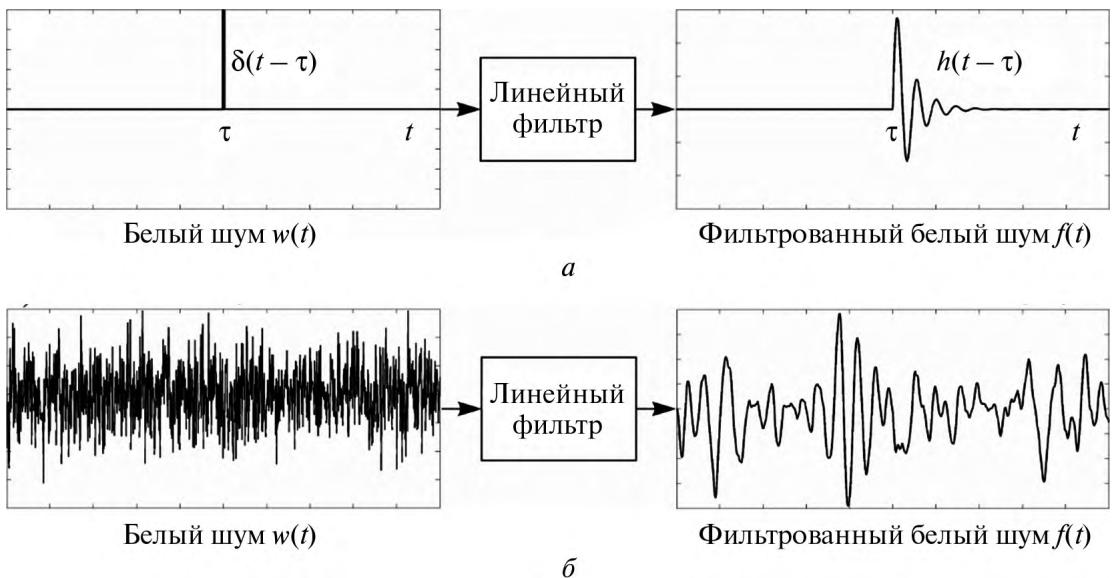 δ(t − τ)
τ
t
Линейный
фильтр
h(t − τ)
τ
t
Белый шум w(t)
Фильтрованный белый шум f(t)
а
Линейный
фильтр
Белый шум w(t)
Фильтрованный белый шум f(t)
б